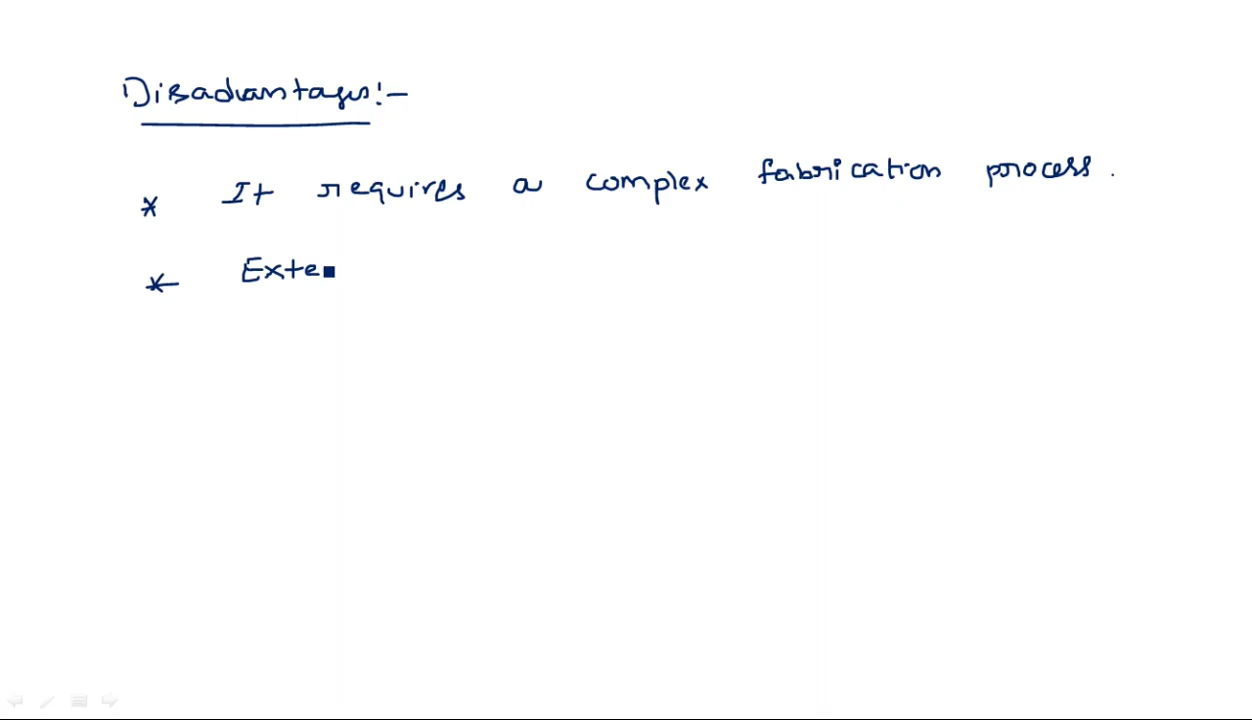 Disadvantages:-
* It requires a complex fabrication process.
* Exte